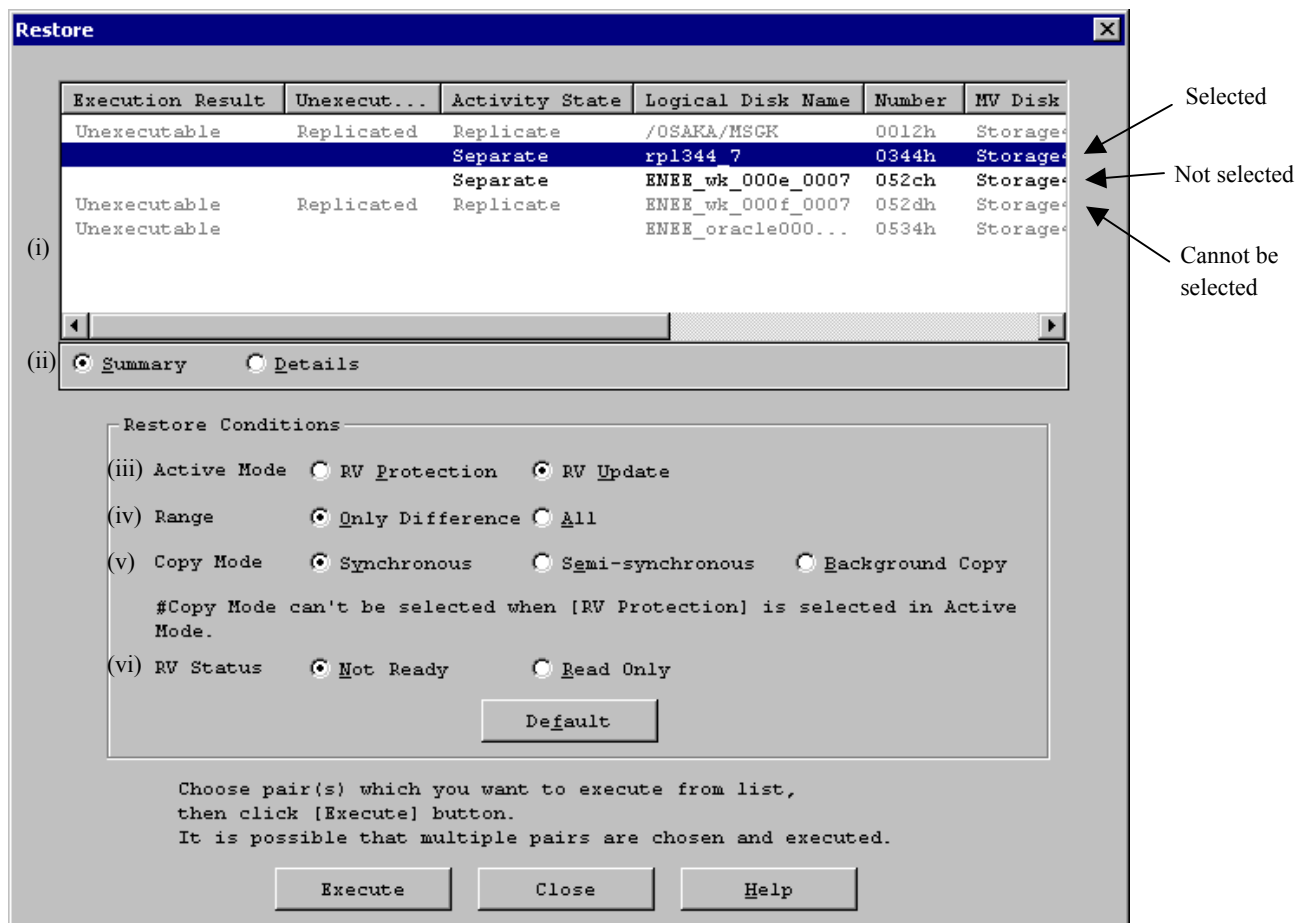 Restore
Execution Result Unexecut... Activity State Logical Disk Name Number MV Disk
Selected
Unexecutable Replicated Replicate /OSAKA/MSGK 0012h Storage
Separate rpl344_7 0344h Storage
Not selected
Separate ENEE_wk_000e_0007 052ch Storage
Unexecutable Replicated Replicate ENEE_wk_000f_0007 052dh Storage
Unexecutable ENEE_oracle000... 0534h Storage
(i)
Cannot be
selected
(ii) Summary Details
Restore Conditions
(iii) Active Mode RV Protection RV Update
(iv) Range Only Difference All
(v) Copy Mode Synchronous Semi-synchronous Background Copy
#Copy Mode can't be selected when [RV Protection] is selected in Active
Mode.
(vi) RV Status Not Ready Read Only
Default
Choose pair(s) which you want to execute from list,
then click [Execute] button.
It is possible that multiple pairs are chosen and executed.
Execute Close Help